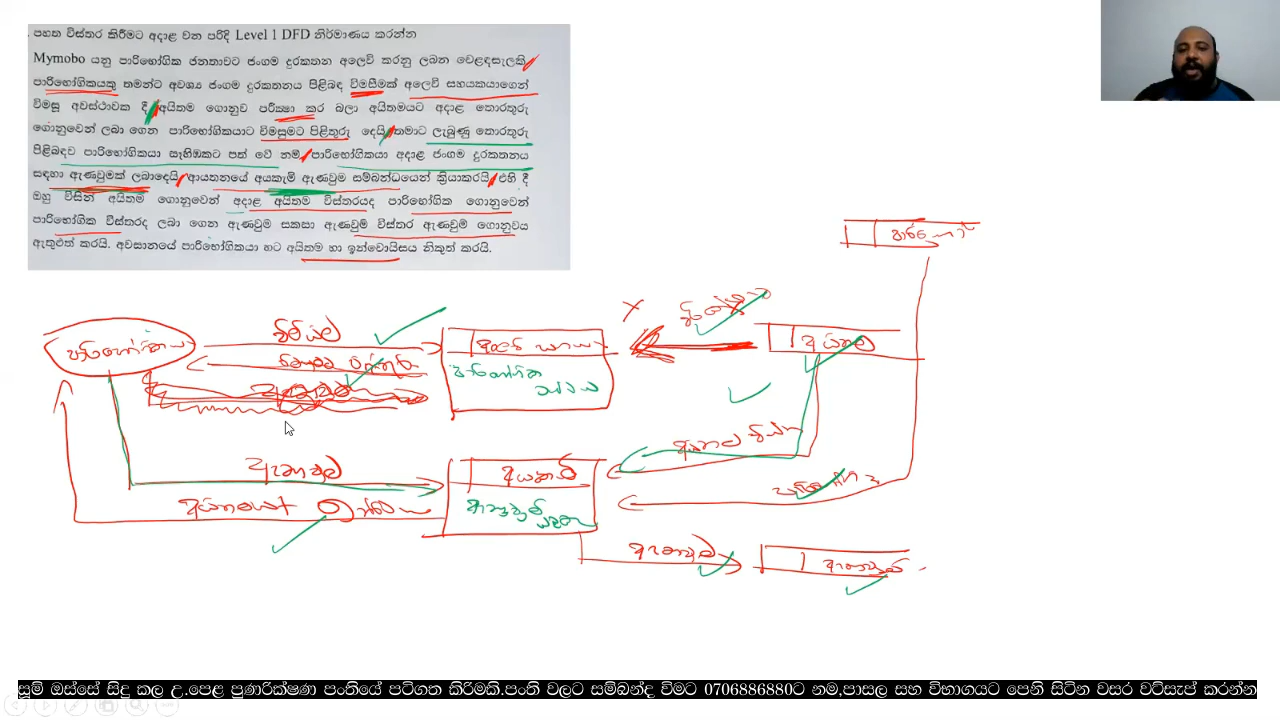 පහත විස්තර කිරීමට අදාළ වන පරිදි Level 1 DFD නිර්මාණය කරන්න
Mymobo යනු පාරිභෝගික ජනතාවට ජංගම දුරකතන අලෙවි කරනු ලබන වෙළඳසැලකි
පාරිභෝගිකයකු තමන්ට අවශ්‍ය ජංගම දුරකතනය පිළිබඳ විමසීමක් අලෙවි සහයකයාගෙන්
විමසූ අවස්ථාවක දී අයිතම ගොනුව පරීක්‍ෂා කර බලා අයිතමයට අදාළ තොරතුරු
ගොනුවෙන් ලබා ගෙන පාරිභෝගිකයාට විමසුමට පිළිතුරු දෙයි තමාට ලැබුණු තොරතුරු
පිළිබඳව පාරිභෝගිකයා සෑහීමකට පත් වේ නම් පාරිභෝගිකයා අදාළ ජංගම දුරකතනය
සඳහා ඇණවුමක් ලබාදෙයි ආයතනයේ අයකැමි ඇණවුම සම්බන්ධයෙන් ක්‍රියාකරයි එහි දී
ඔහු විසින් අයිතම ගොනුවෙන් අදාළ අයිතම විස්තරයද පාරිභෝගික ගොනුවෙන්
පාරිභෝගික විස්තරද ලබා ගෙන ඇණවුම සකසා ඇණවුම් විස්තර ඇණවුම් ගොනුවය
ඇතුළත් කරයි. අවසානයේ පාරිභෝගිකයා හට අයිතම හා ඉන්වොයිසය නිකුත් කරයි.
පාරිභෝගිකයා
අයිතම
පාරිභෝගික
ඇණවුම
අයකැමි
ඇණවුම
ඇණවුම්
සූම් ඔස්සේ සිදු කල උ.පෙළ පුණරීක්ෂණ පංතියේ පටිගත කිරීමකි.පංති වලට සම්බන්ද වීමට 0706886880ට නම,පාසල සහ විභාගයට පෙනී සිටින වසර වට්සැප් කරන්න